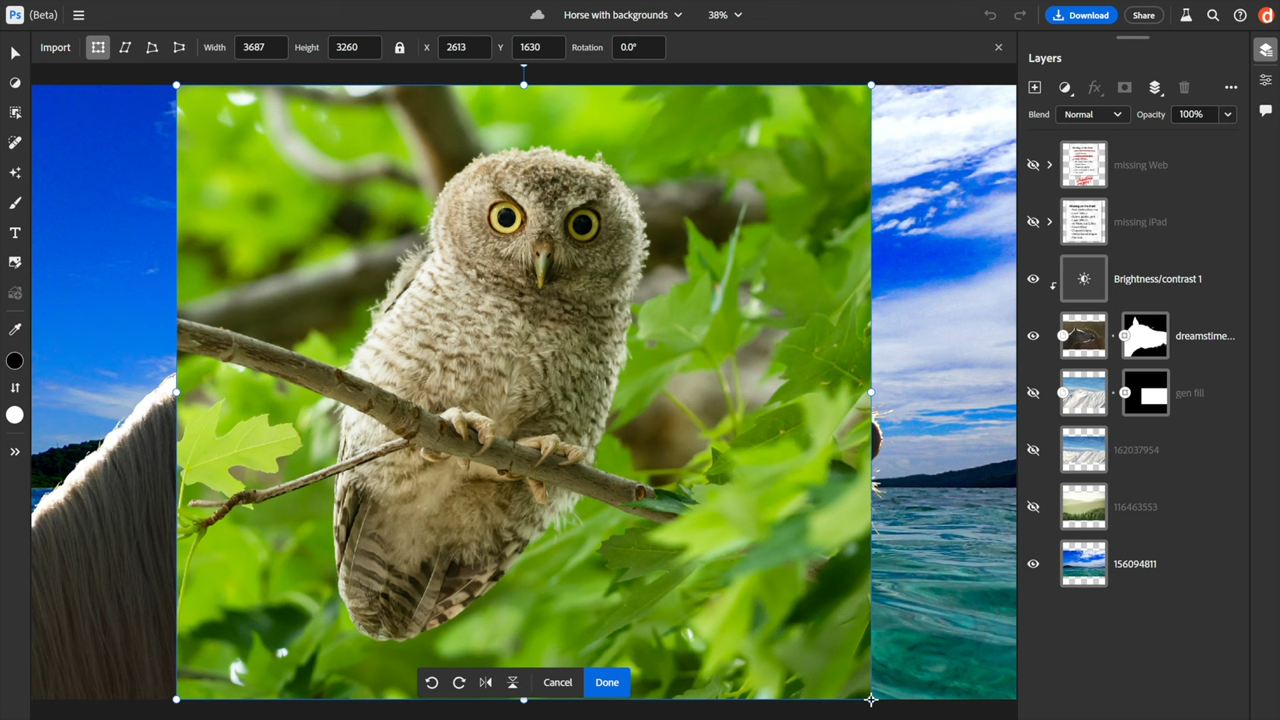 Ps (Beta) Horse with backgrounds 38% Download Share
Import Width 3687 Height 3260 X 2613 Y 1630 Rotation 0.0°
Layers
fx
Blend Normal Opacity 100%
missing Web
missing iPad
Brightness/contrast 1
dreamstime...
gen fill
162037954
116463553
156094811
T
Cancel Done